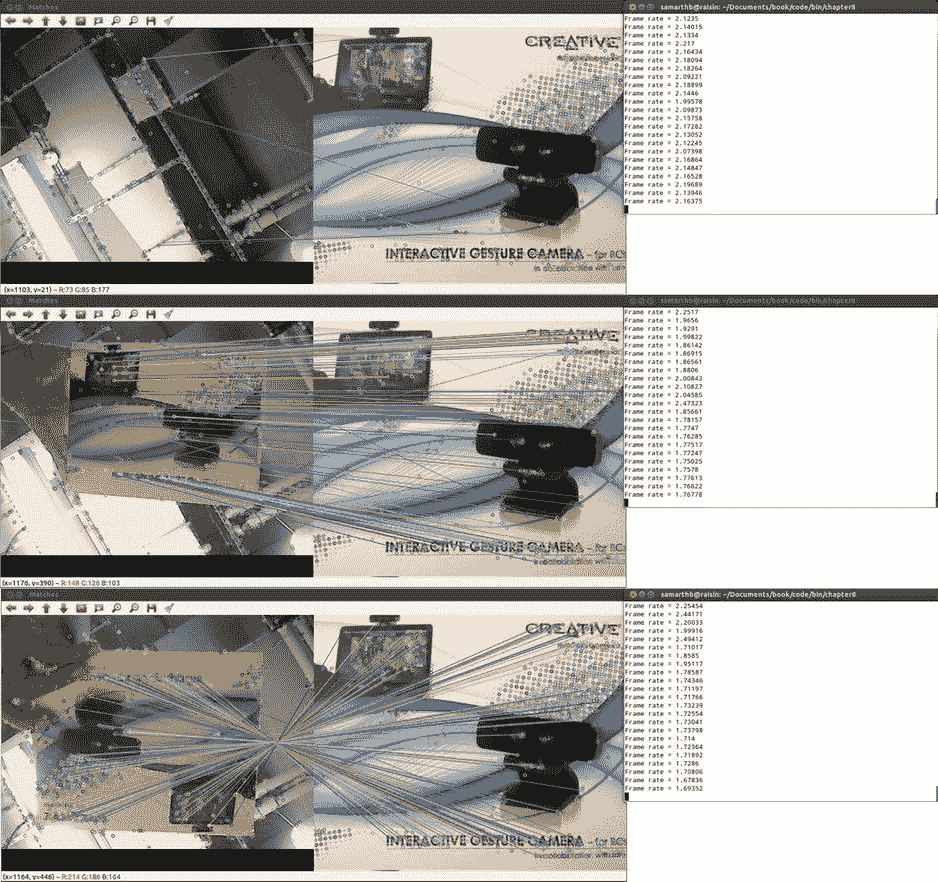 Matches
samarthb@raisin: ~/Documents/book/code/bin/chapter8
CREATIVE
INTERACTIVE GESTURE CAMERA – for
in collaboration with
(x=1103, y=21) ~ R:73 G:85 B:177
Frame rate = 2.1235
Frame rate = 2.14015
Frame rate = 2.1334
Frame rate = 2.217
Frame rate = 2.16434
Frame rate = 2.18094
Frame rate = 2.18264
Frame rate = 2.09221
Frame rate = 2.18899
Frame rate = 2.1446
Frame rate = 1.99578
Frame rate = 2.09873
Frame rate = 2.15758
Frame rate = 2.17282
Frame rate = 2.13052
Frame rate = 2.12245
Frame rate = 2.07398
Frame rate = 2.16864
Frame rate = 2.14847
Frame rate = 2.16528
Frame rate = 2.19689
Frame rate = 2.13946
Frame rate = 2.16375
Matches
samarthb@raisin: ~/Documents/book/code/bin/chapter8
CREATIVE
INTERACTIVE GESTURE CAMERA – for
in collaboration with
(x=1176, y=390) ~ R:148 G:126 B:103
Frame rate = 2.2517
Frame rate = 1.9656
Frame rate = 1.9291
Frame rate = 1.99822
Frame rate = 1.86142
Frame rate = 1.86915
Frame rate = 1.86561
Frame rate = 1.8806
Frame rate = 2.00843
Frame rate = 2.10827
Frame rate = 2.04585
Frame rate = 2.47323
Frame rate = 1.85661
Frame rate = 1.78157
Frame rate = 1.7747
Frame rate = 1.76285
Frame rate = 1.77517
Frame rate = 1.77247
Frame rate = 1.75025
Frame rate = 1.7578
Frame rate = 1.77613
Frame rate = 1.76622
Frame rate = 1.76778
Matches
samarthb@raisin: ~/Documents/book/code/bin/chapter8
CREATIVE
INTERACTIVE GESTURE CAMERA – for
in collaboration with
(x=1164, y=446) ~ R:214 G:186 B:164
Frame rate = 2.25454
Frame rate = 2.44171
Frame rate = 2.20033
Frame rate = 1.99916
Frame rate = 2.49412
Frame rate = 1.71017
Frame rate = 1.8585
Frame rate = 1.95117
Frame rate = 1.78587
Frame rate = 1.74346
Frame rate = 1.71197
Frame rate = 1.71766
Frame rate = 1.73239
Frame rate = 1.72554
Frame rate = 1.73041
Frame rate = 1.73798
Frame rate = 1.714
Frame rate = 1.72364
Frame rate = 1.71892
Frame rate = 1.7286
Frame rate = 1.70806
Frame rate = 1.67836
Frame rate = 1.69352